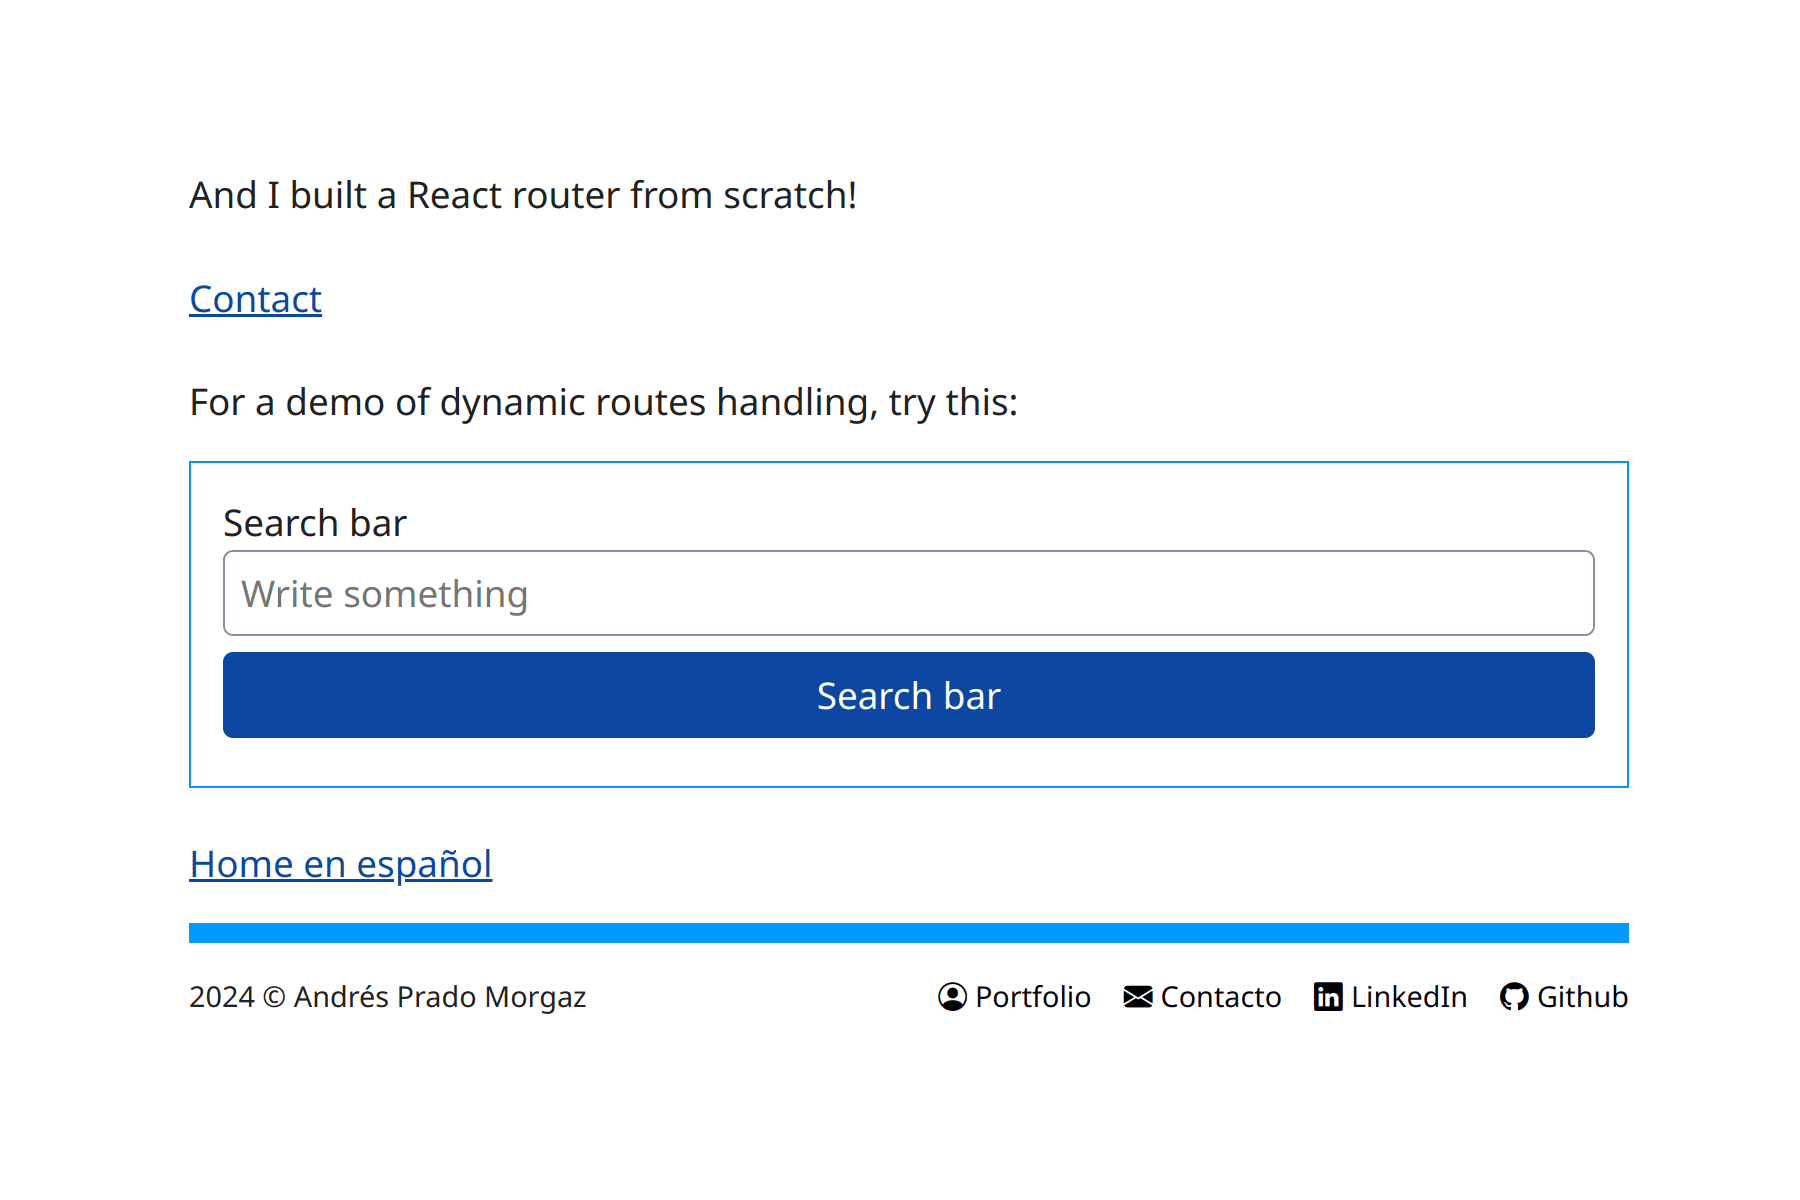 And I built a React router from scratch!
Contact
For a demo of dynamic routes handling, try this:
Search bar
Write something
Search bar
Home en español
2024 © Andrés Prado Morgaz
Portfolio Contacto LinkedIn Github